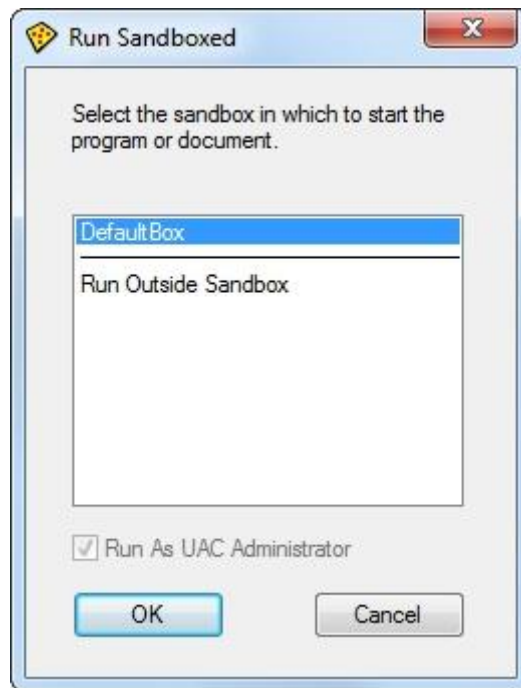 Run Sandboxed
Select the sandbox in which to start the
program or document.
DefaultBox
Run Outside Sandbox
Run As UAC Administrator
OK
Cancel